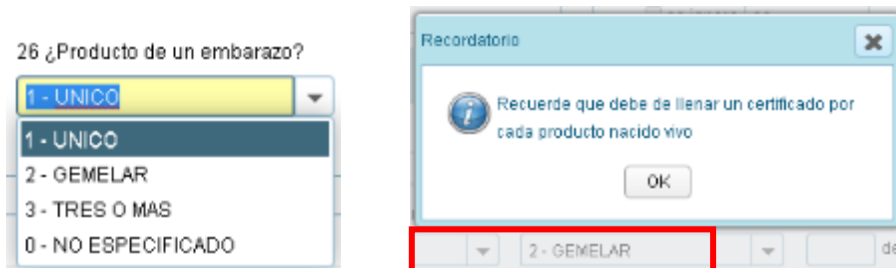 26 ¿Producto de un embarazo?
1 - UNICO
1 - UNICO
2 - GEMELAR
3 - TRES O MAS
0 - NO ESPECIFICADO
Recordatorio
Recuerde que debe de llenar un certificado por
cada producto nacido vivo
OK
2 - GEMELAR
de